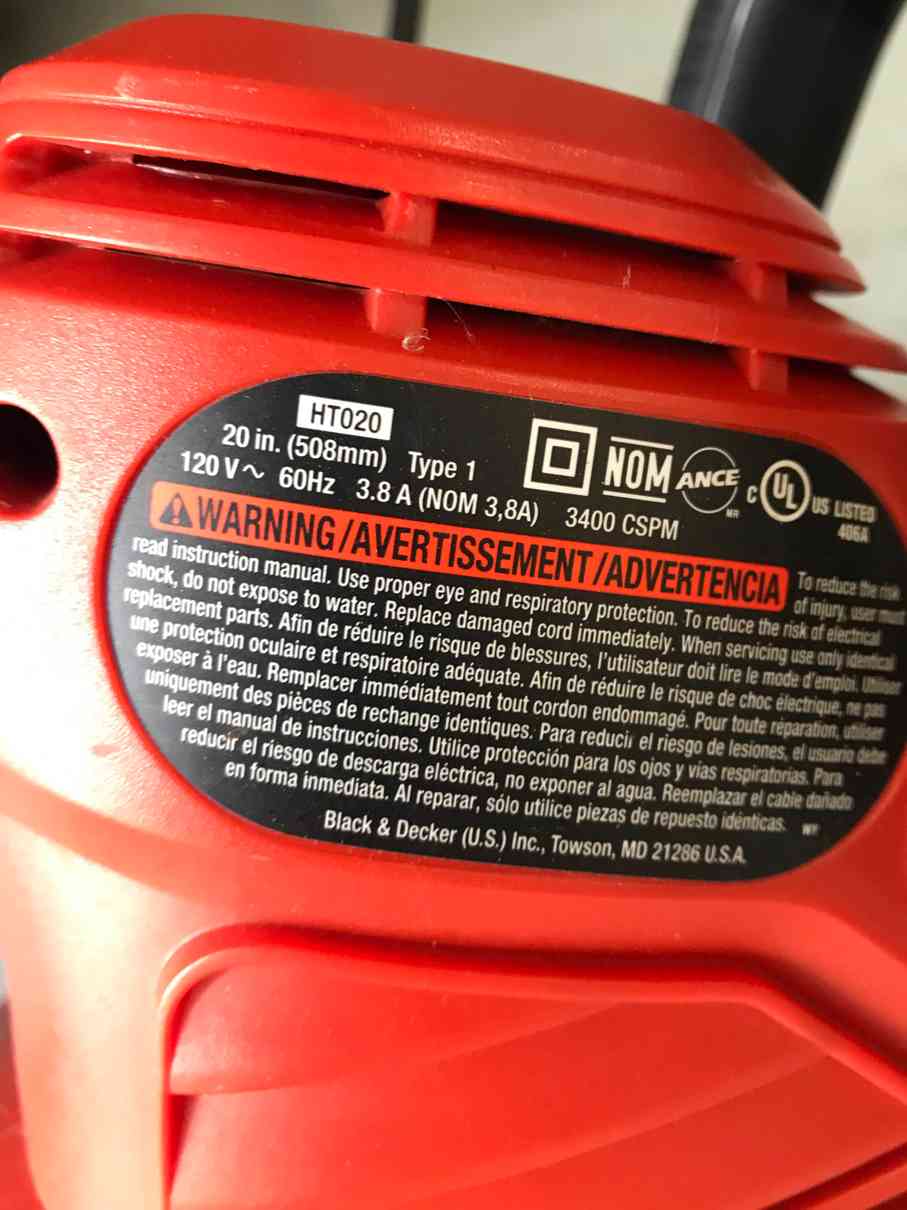 HT020
20 in. (508mm) Type 1
120 V~ 60Hz 3.8 A (NOM 3,8A) 3400 CSPM
NOM ANCE MR C UL US LISTED
406A
WARNING/AVERTISSEMENT/ADVERTENCIA To reduce the risk
of injury, user must
read instruction manual. Use proper eye and respiratory protection. To reduce the risk of electrical
shock, do not expose to water. Replace damaged cord immediately. When servicing use only identical
replacement parts. Afin de réduire le risque de blessures, l'utilisateur doit lire le mode d'emploi. Utiliser
une protection oculaire et respiratoire adéquate. Afin de réduire le risque de choc électrique, ne pas
exposer à l'eau. Remplacer immédiatement tout cordon endommagé. Pour toute réparation, utiliser
uniquement des pièces de rechange identiques. Para reducir el riesgo de lesiones, el usuario debe
leer el manual de instrucciones. Utilice protección para los ojos y vias respiratorias. Para
reducir el riesgo de descarga eléctrica, no exponer al agua. Reemplazar el cable dañado
en forma inmediata. Al reparar, sólo utilice piezas de repuesto idénticas.
Black & Decker (U.S.) Inc., Towson, MD 21286 U.S.A.